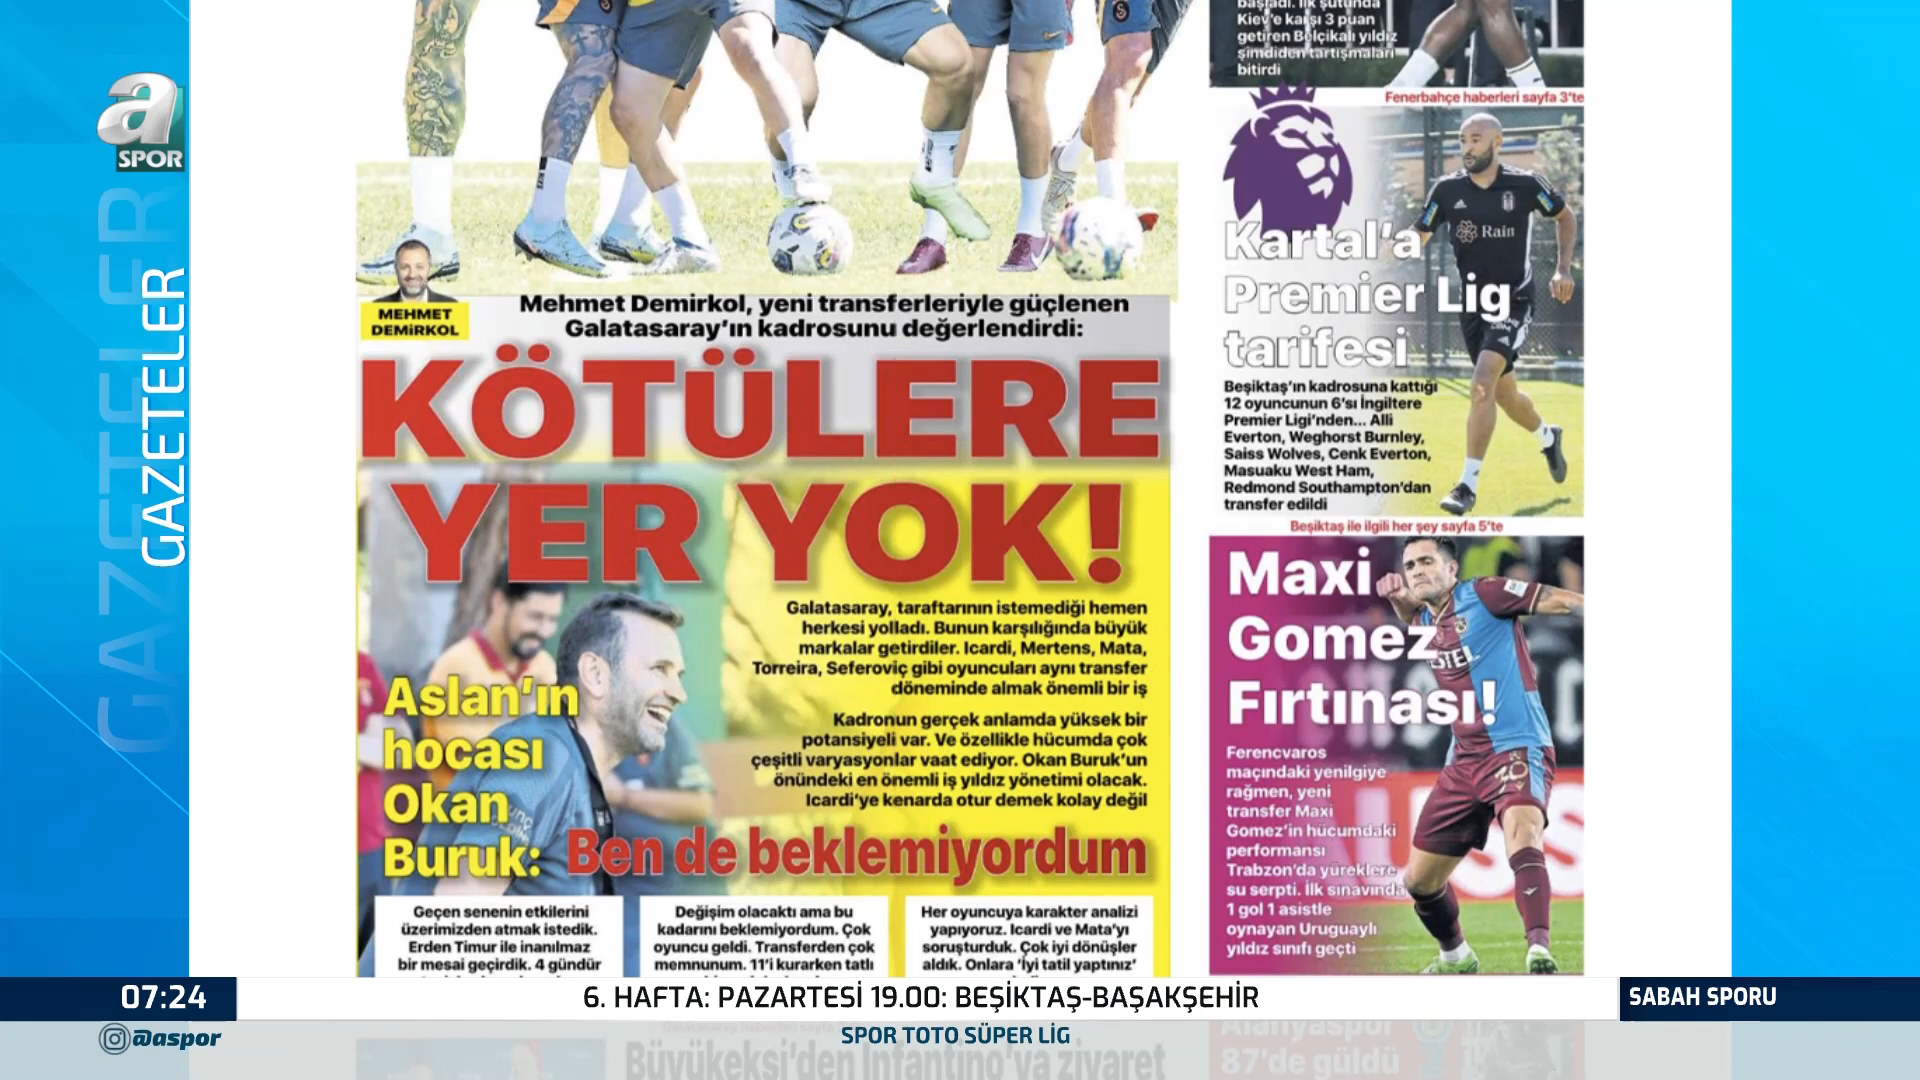 a
SPOR
GAZETELER
GAZETELER
başladı. İlk şutunda
Kiev'e karşı 3 puan
getiren Belçikalı yıldız
şimdiden tartışmaları
bitirdi
Fenerbahçe haberleri sayfa 3'te
Rain
Kartal'a
Premier Lig
tarifesi
Beşiktaş'ın kadrosuna kattığı
12 oyuncunun 6'sı İngiltere
Premier Ligi'nden... Alli
Everton, Weghorst Burnley,
Saiss Wolves, Cenk Everton,
Masuaku West Ham,
Redmond Southampton'dan
transfer edildi
Beşiktaş ile ilgili her şey sayfa 5'te
MEHMET
DEMİRKOL
Mehmet Demirkol, yeni transferleriyle güçlenen
Galatasaray'ın kadrosunu değerlendirdi:
KÖTÜLERE
YER YOK!
Galatasaray, taraftarının istemediği hemen
herkesi yolladı. Bunun karşılığında büyük
markalar getirdiler. Icardi, Mertens, Mata,
Torreira, Seferoviç gibi oyuncuları aynı transfer
döneminde almak önemli bir iş
Kadronun gerçek anlamda yüksek bir
potansiyeli var. Ve özellikle hücumda çok
çeşitli varyasyonlar vaat ediyor. Okan Buruk'un
önündeki en önemli iş yıldız yönetimi olacak.
Icardi'ye kenarda otur demek kolay değil
Aslan'ın
hocası
Okan
Buruk:
Ben de beklemiyordum
Geçen senenin etkilerini
üzerimizden atmak istedik.
Erden Timur ile inanılmaz
bir mesai geçirdik. 4 gündür
Değişim olacaktı ama bu
kadarını beklemiyordum. Çok
oyuncu geldi. Transferden çok
memnunum. 11'i kurarken tatlı
Her oyuncuya karakter analizi
yapıyoruz. Icardi ve Mata'yı
soruşturduk. Çok iyi dönüşler
aldık. Onlara 'İyi tatil yaptınız'
Maxi
Gomez
Fırtınası!
Ferencvaros
maçındaki yenilgiye
rağmen, yeni
transfer Maxi
Gomez'in hücumdaki
performansı
Trabzon'da yüreklere
su serpti. İlk sınavında
1 gol 1 asistle
oynayan Uruguaylı
yıldız sınıfı geçti
30
07:24
6. HAFTA: PAZARTESİ 19.00: BEŞİKTAŞ-BAŞAKŞEHİR
SABAH SPORU
@aspor
SPOR TOTO SÜPER LİG
Büyükekşi'den Infantino'ya ziyaret
Alanyaspor
87'de güldü